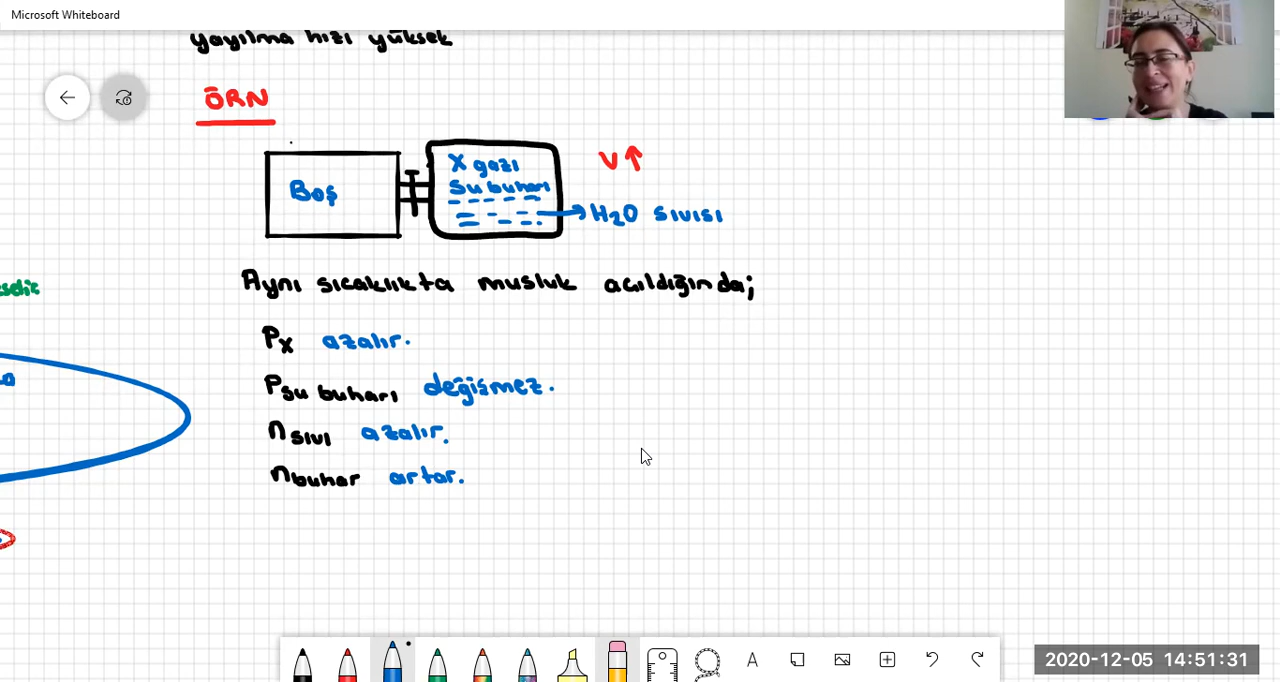 Microsoft Whiteboard
yayılma hızı yüksek
ÖRN
Boş
X gazı
Su buharı
V↑
H2O sıvısı
Aynı sıcaklıkta musluk açıldığında;
Px azalır.
Psu buharı değişmez.
nsıvı azalır.
nbuhar artar.
A
2020-12-05 14:51:31